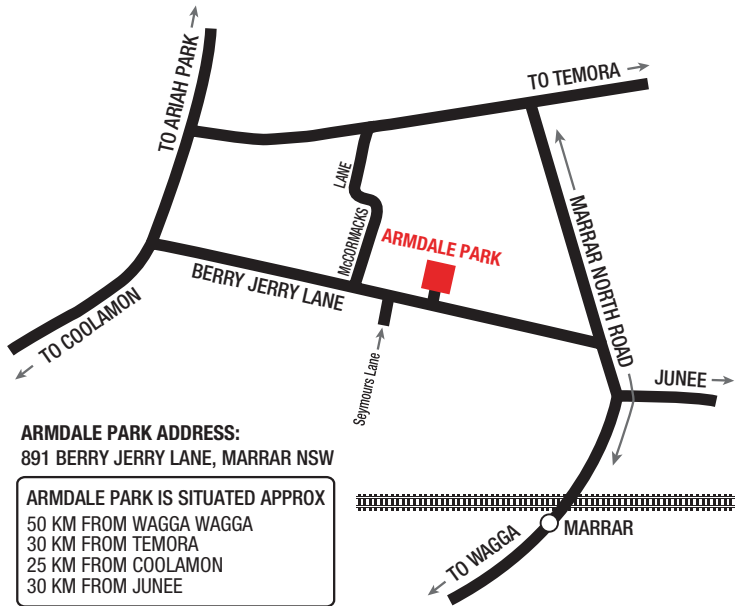 TO ARIAH PARK
TO TEMORA
LANE
McCORMACKS
ARMDALE PARK
MARRAR NORTH ROAD
BERRY JERRY LANE
TO COOLAMON
Seymours Lane
JUNEE
ARMDALE PARK ADDRESS:
891 BERRY JERRY LANE, MARRAR NSW
ARMDALE PARK IS SITUATED APPROX
50 KM FROM WAGGA WAGGA
30 KM FROM TEMORA
25 KM FROM COOLAMON
30 KM FROM JUNEE
MARRAR
TO WAGGA